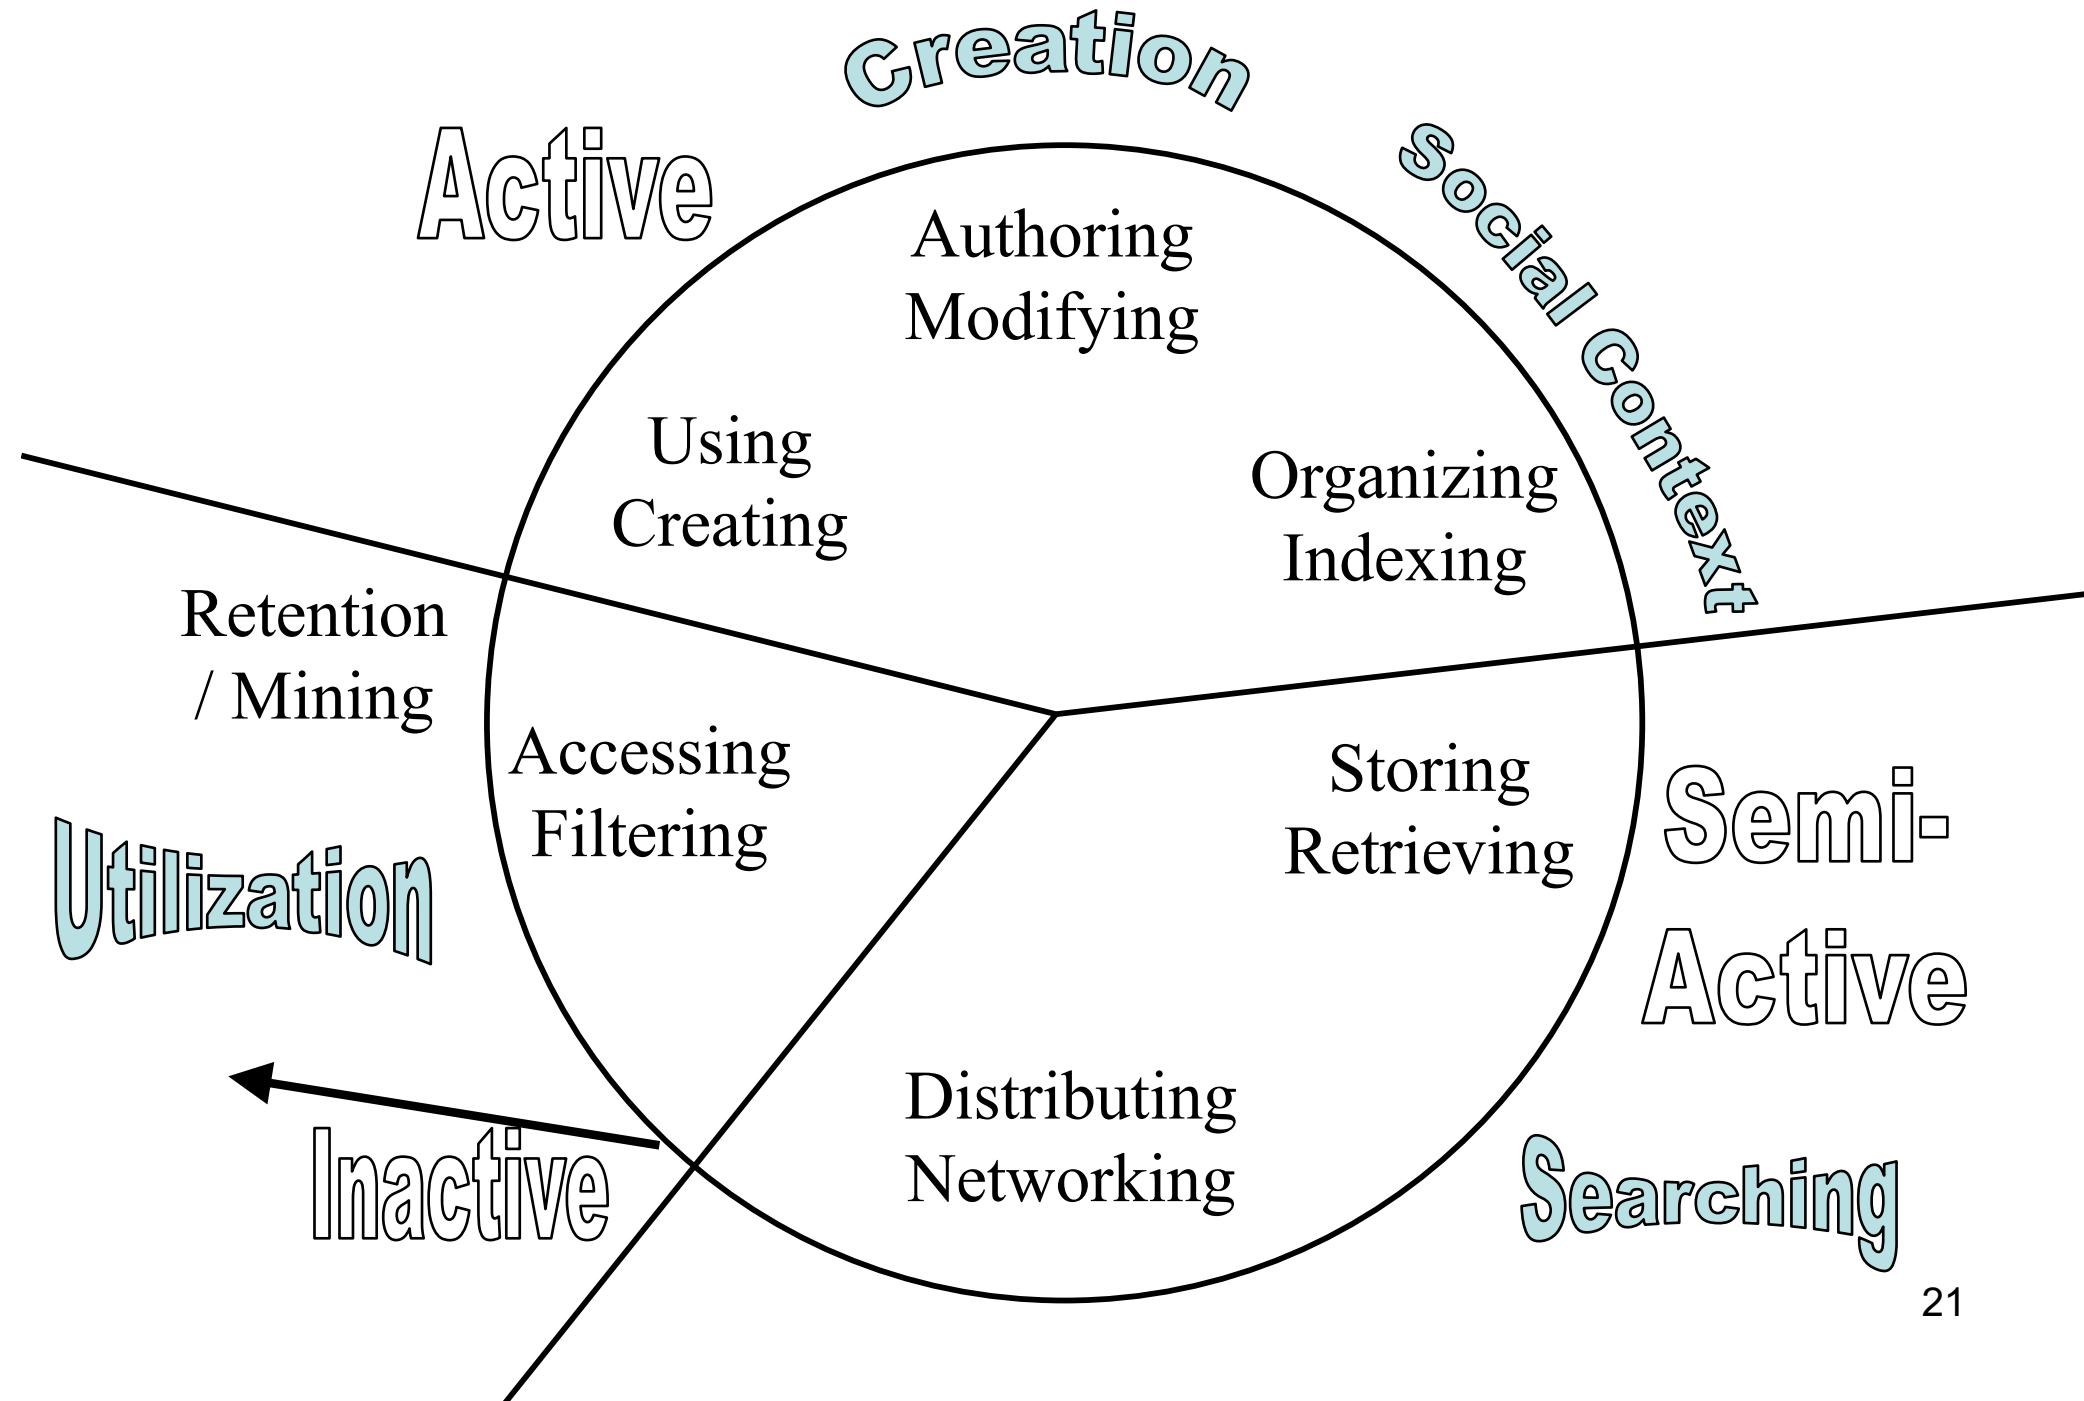 Creation
Active
Social Context
Authoring
Modifying
Using
Creating
Organizing
Indexing
Retention
/ Mining
Accessing
Filtering
Storing
Retrieving
Semi-
Active
Utilization
Distributing
Networking
Inactive
Searching
21